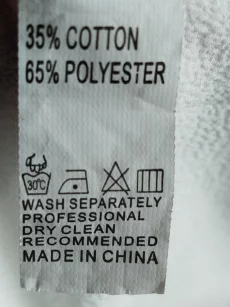 35% COTTON
65% POLYESTER
30°C
WASH SEPARATELY
PROFESSIONAL
DRY CLEAN
RECOMMENDED
MADE IN CHINA